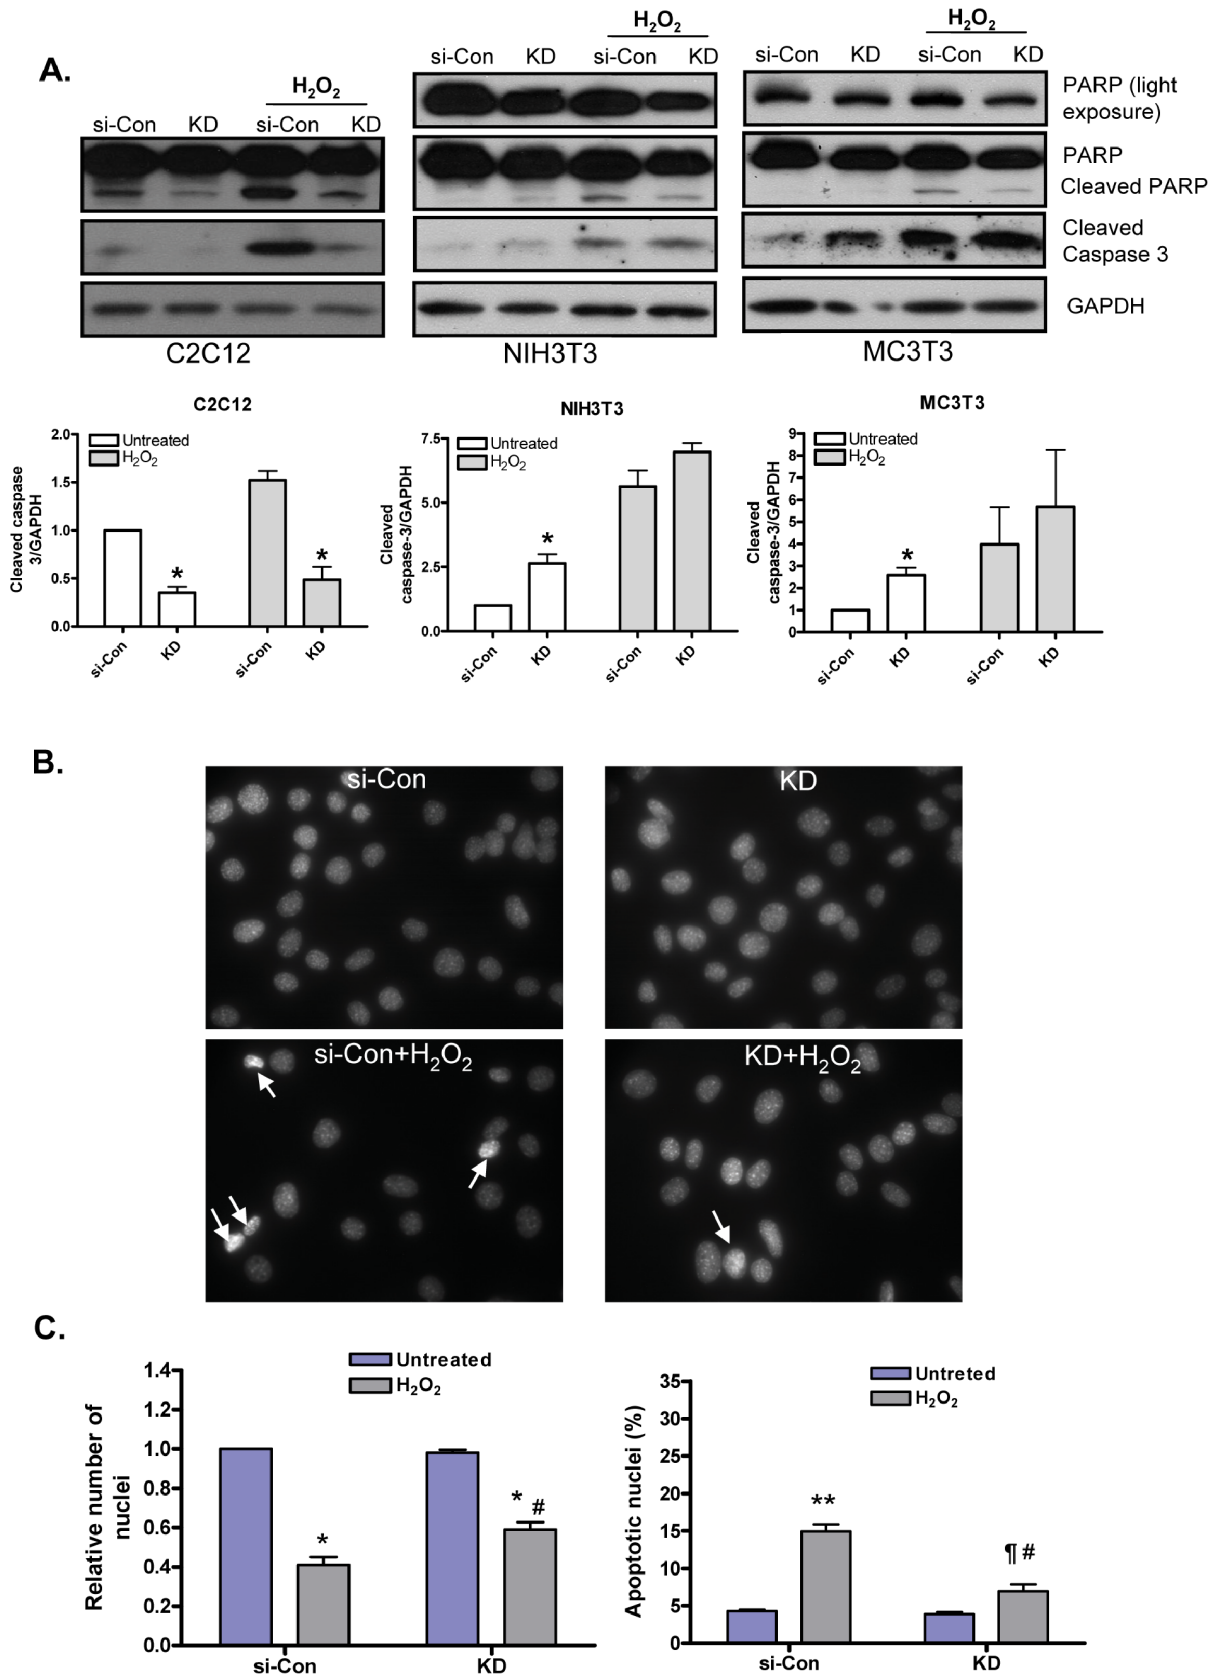 A.
H₂O₂
si-Con KD si-Con KD
H₂O₂
si-Con KD si-Con KD
H₂O₂
si-Con KD si-Con KD
PARP (light
exposure)
PARP
Cleaved PARP
Cleaved
Caspase 3
GAPDH
C2C12
NIH3T3
MC3T3
C2C12
Untreated
H₂O₂
Cleaved caspase
3/GAPDH
2.0
1.5
1.0
0.5
0.0
*
*
si-Con KD si-Con KD
NIH3T3
Untreated
H₂O₂
Cleaved
caspase-3/GAPDH
7.5
5.0
2.5
0.0
*
si-Con KD si-Con KD
MC3T3
Untreated
H₂O₂
Cleaved
caspase-3/GAPDH
9
8
7
6
5
4
3
2
1
0
*
si-Con KD si-Con KD
B.
si-Con
KD
si-Con+H₂O₂
KD+H₂O₂
C.
Untreated
H₂O₂
Relative number of
nuclei
1.4
1.2
1.0
0.8
0.6
0.4
0.2
0.0
*
* #
si-Con KD
Untreted
H₂O₂
Apoptotic nuclei (%)
35
30
25
20
15
10
5
0
**
¶ #
si-Con KD